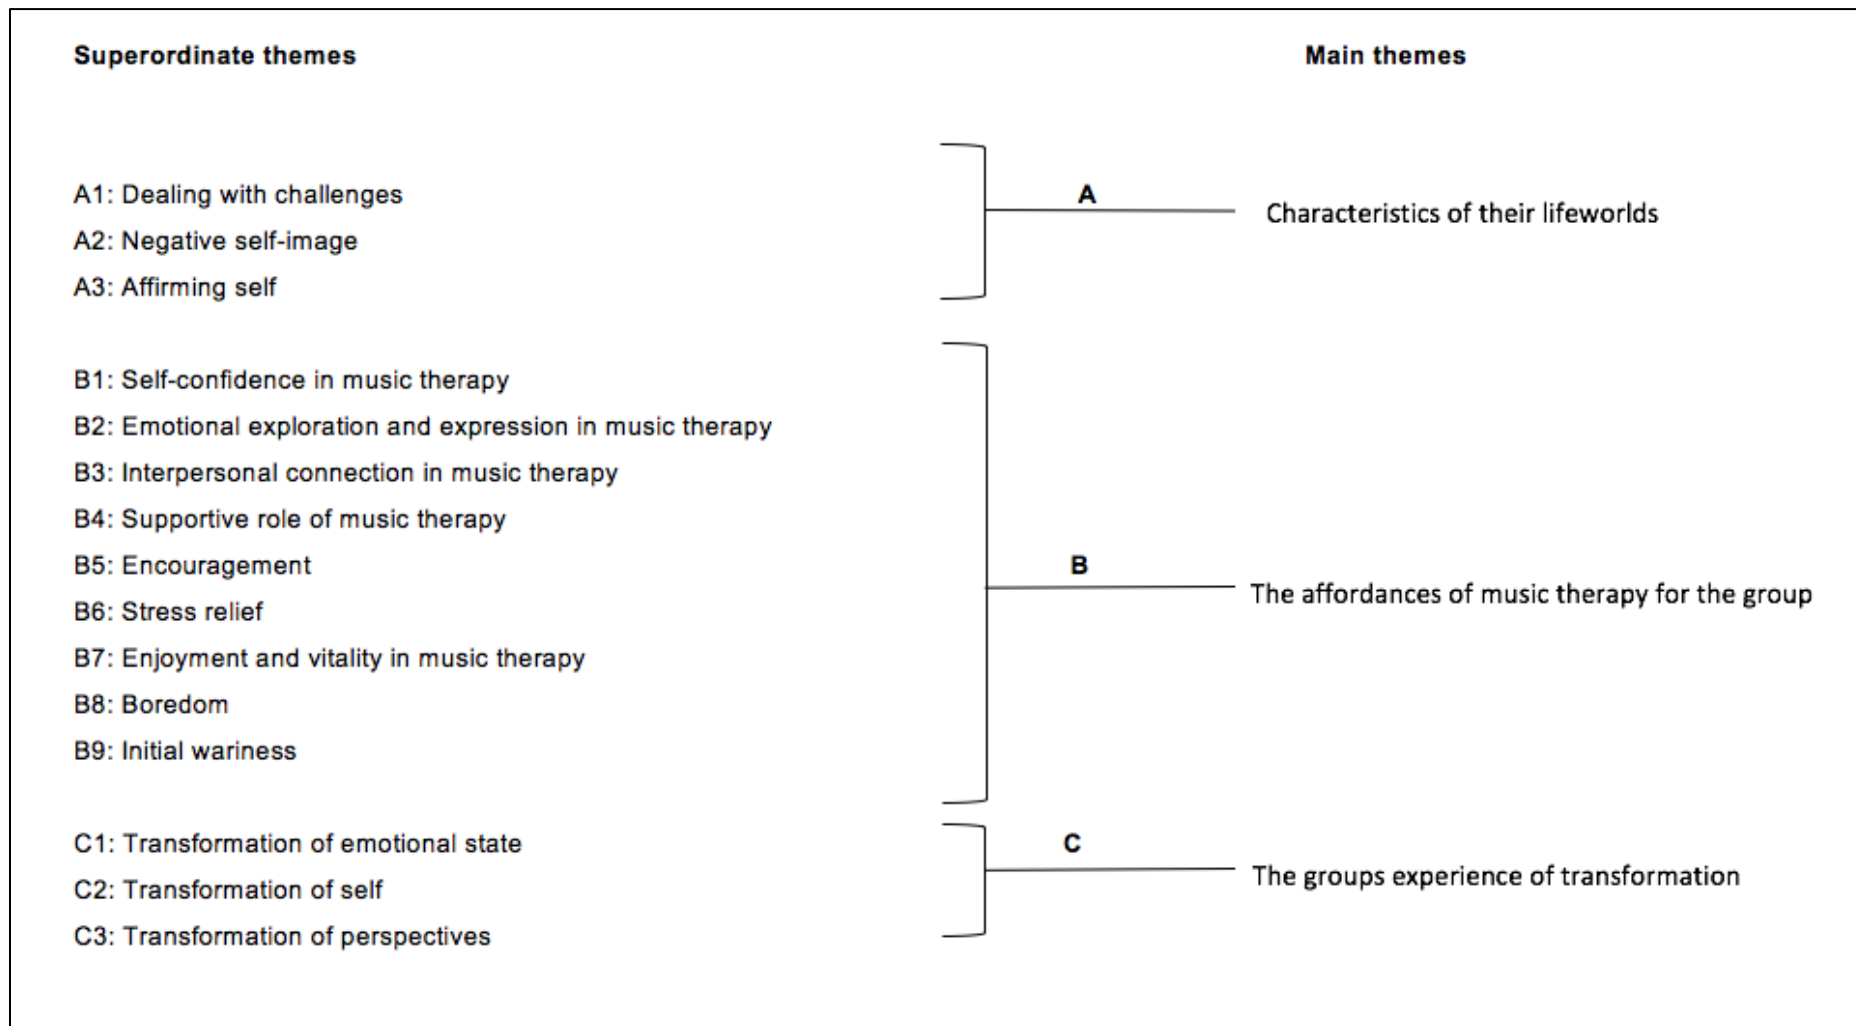 Superordinate themes
Main themes
A1: Dealing with challenges
A2: Negative self-image
A3: Affirming self
A
Characteristics of their lifeworlds
B1: Self-confidence in music therapy
B2: Emotional exploration and expression in music therapy
B3: Interpersonal connection in music therapy
B4: Supportive role of music therapy
B5: Encouragement
B6: Stress relief
B7: Enjoyment and vitality in music therapy
B8: Boredom
B9: Initial wariness
B
The affordances of music therapy for the group
C1: Transformation of emotional state
C2: Transformation of self
C3: Transformation of perspectives
C
The groups experience of transformation